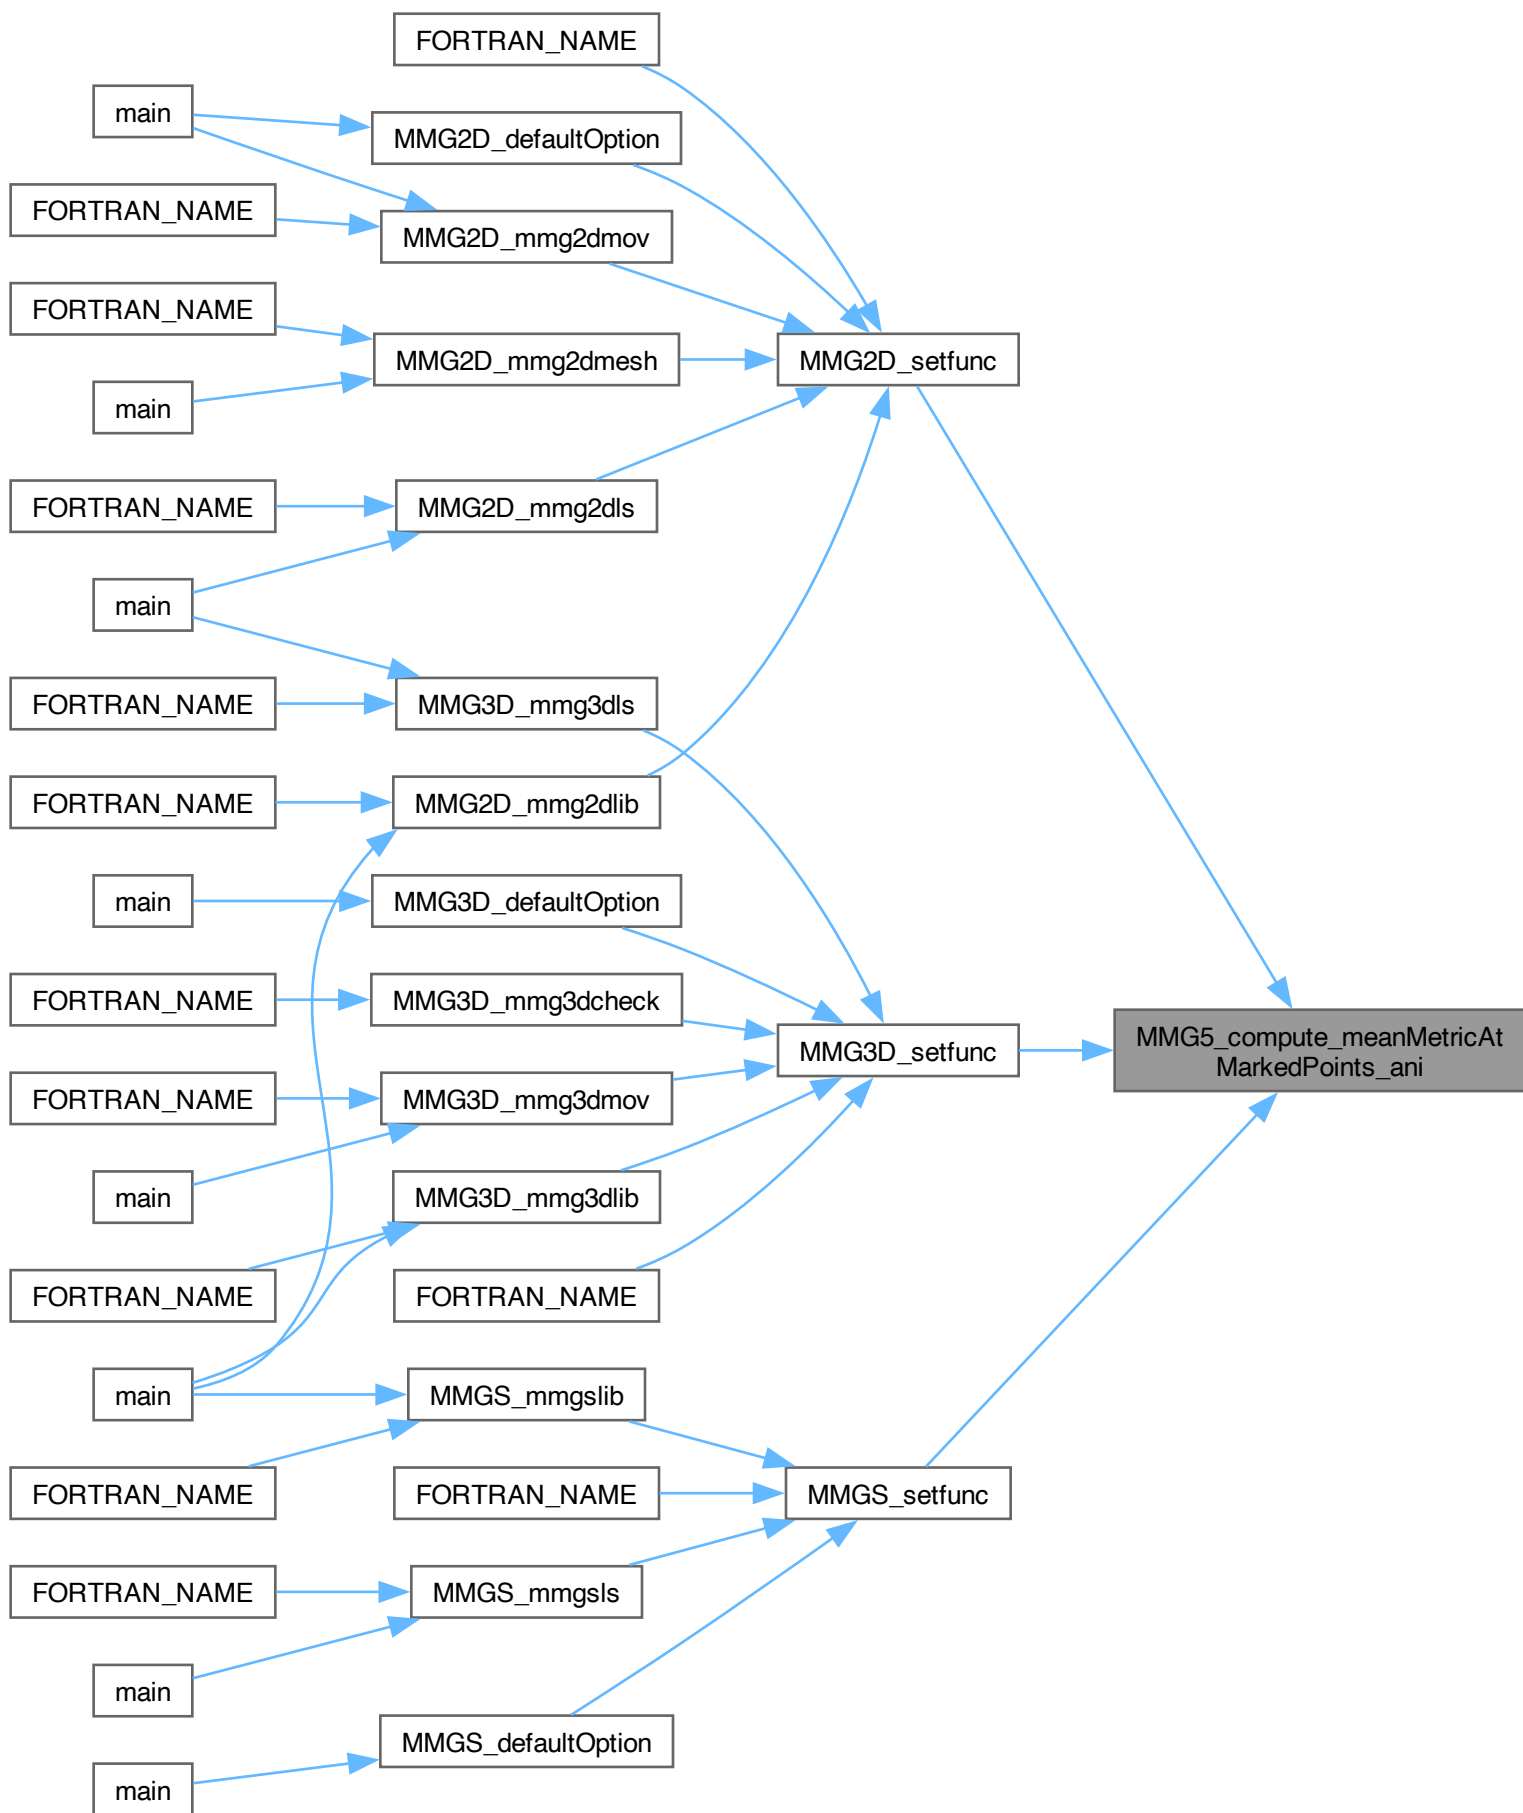 FORTRAN_NAME
main
MMG2D_defaultOption
FORTRAN_NAME
MMG2D_mmg2dmov
FORTRAN_NAME
MMG2D_mmg2dmesh
MMG2D_setfunc
main
FORTRAN_NAME
MMG2D_mmg2dls
main
FORTRAN_NAME
MMG3D_mmg3dls
FORTRAN_NAME
MMG2D_mmg2dlib
main
MMG3D_defaultOption
FORTRAN_NAME
MMG3D_mmg3dcheck
MMG3D_setfunc
MMG5_compute_meanMetricAt
MarkedPoints_ani
FORTRAN_NAME
MMG3D_mmg3dmov
main
MMG3D_mmg3dlib
FORTRAN_NAME
FORTRAN_NAME
main
MMGS_mmgslib
FORTRAN_NAME
FORTRAN_NAME
MMGS_setfunc
FORTRAN_NAME
MMGS_mmgsls
main
MMGS_defaultOption
main